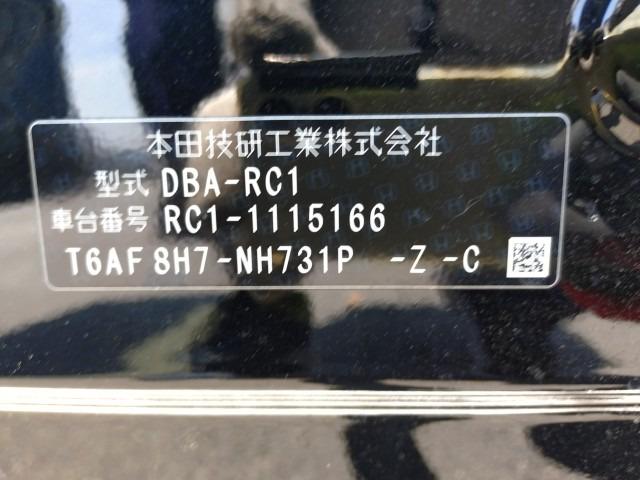 本田技研工業株式会社
型式 DBA-RC1
車台番号 RC1-1115166
T6AF 8H7-NH731P -Z -C